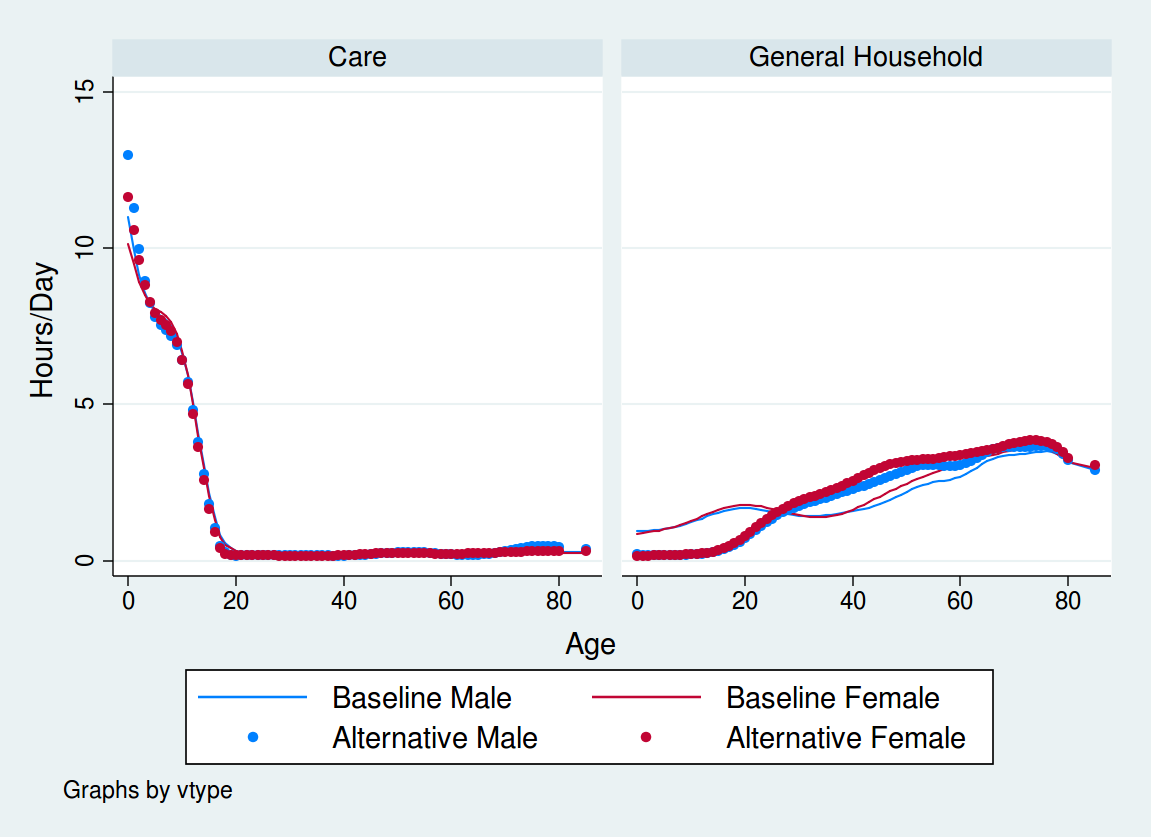 Care
General Household
Hours/Day
15
10
5
0
0 20 40 60 80
0 20 40 60 80
Age
Baseline Male
Baseline Female
Alternative Male
Alternative Female
Graphs by vtype